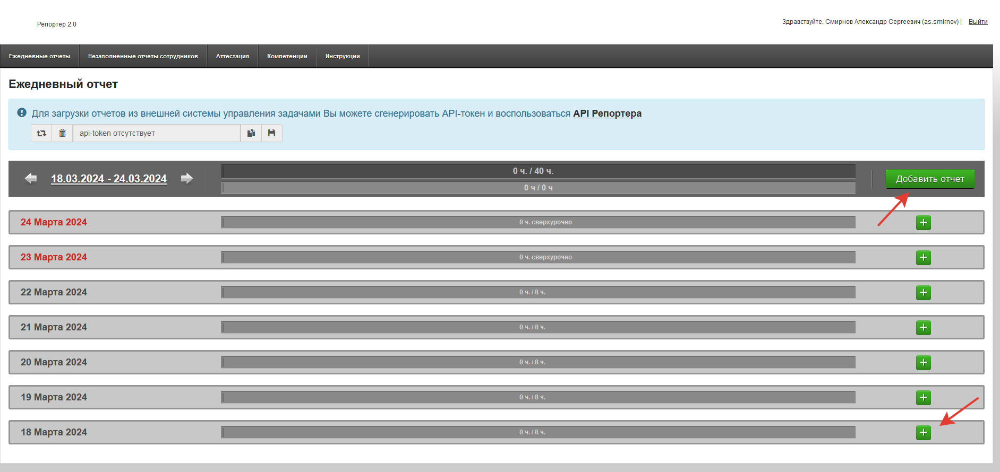 Репортер 2.0
Здравствуйте, Смирнов Александр Сергеевич (as.smirnov) | Выйти
Ежедневные отчеты Незаполненные отчеты сотрудников Аттестация Компетенции Инструкции
Ежедневный отчет
Для загрузки отчетов из внешней системы управления задачами Вы можете сгенерировать API-токен и воспользоваться API Репортера
api-token отсутствует
18.03.2024 - 24.03.2024 0 ч. / 40 ч. Добавить отчет
0 ч / 0 ч
24 Марта 2024 0 ч. сверхурочно +
23 Марта 2024 0 ч. сверхурочно +
22 Марта 2024 0 ч. / 8 ч. +
21 Марта 2024 0 ч. / 8 ч. +
20 Марта 2024 0 ч. / 8 ч. +
19 Марта 2024 0 ч. / 8 ч. +
18 Марта 2024 0 ч. / 8 ч. +